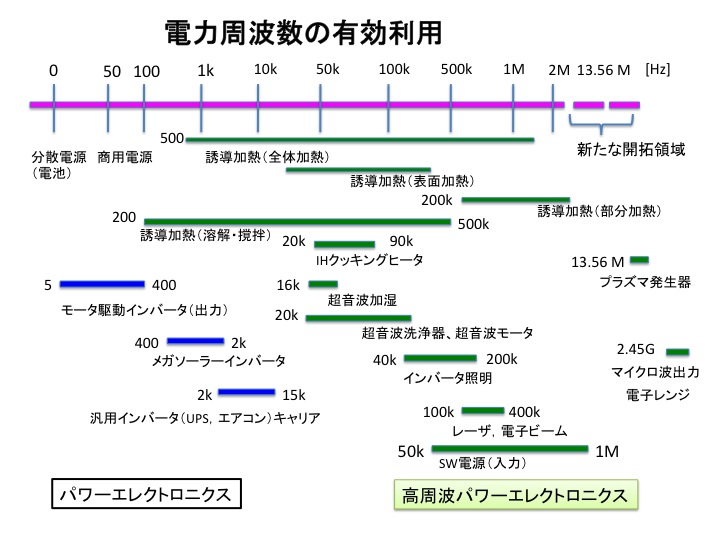 電力周波数の有効利用
0 50 100 1k 10k 50k 100k 500k 1M 2M 13.56 M [Hz]
500
分散電源
（電池）
商用電源
誘導加熱（全体加熱）
新たな開拓領域
誘導加熱（表面加熱）
200k
誘導加熱（部分加熱）
200
誘導加熱（溶解・撹拌）
500k
20k 90k
IHクッキングヒータ
13.56 M
プラズマ発生器
5 400
モータ駆動インバータ（出力）
16k
超音波加湿
20k
超音波洗浄器、超音波モータ
400 2k
メガソーラーインバータ
40k 200k
インバータ照明
2.45G
マイクロ波出力
電子レンジ
2k 15k
汎用インバータ（UPS，エアコン）キャリア
100k 400k
レーザ，電子ビーム
50k 1M
SW電源（入力）
パワーエレクトロニクス
高周波パワーエレクトロニクス